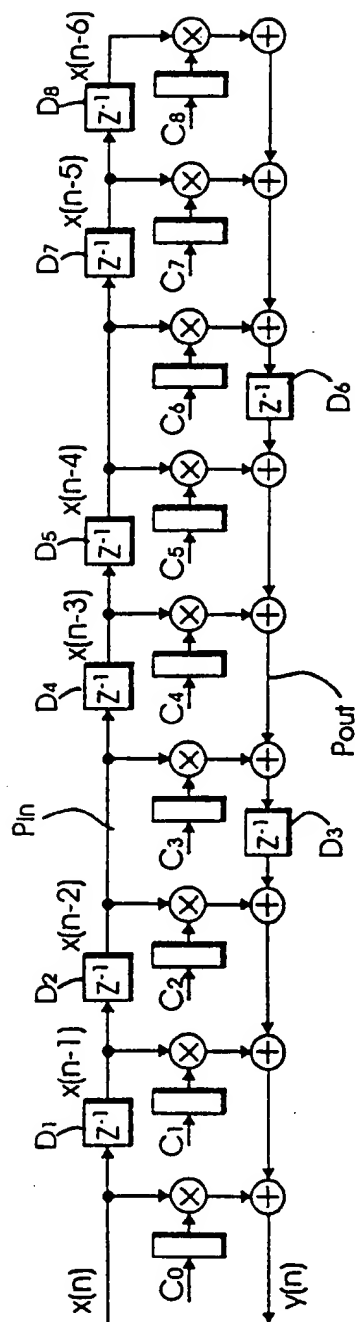 x(n)
D1
Z-1
x(n-1)
D2
Z-1
x(n-2)
PIn
D4
Z-1
x(n-3)
D5
Z-1
x(n-4)
D7
Z-1
x(n-5)
D8
Z-1
x(n-6)
C0
C1
C2
C3
C4
C5
C6
C7
C8
y(n)
Z-1
D3
Pout
Z-1
D6